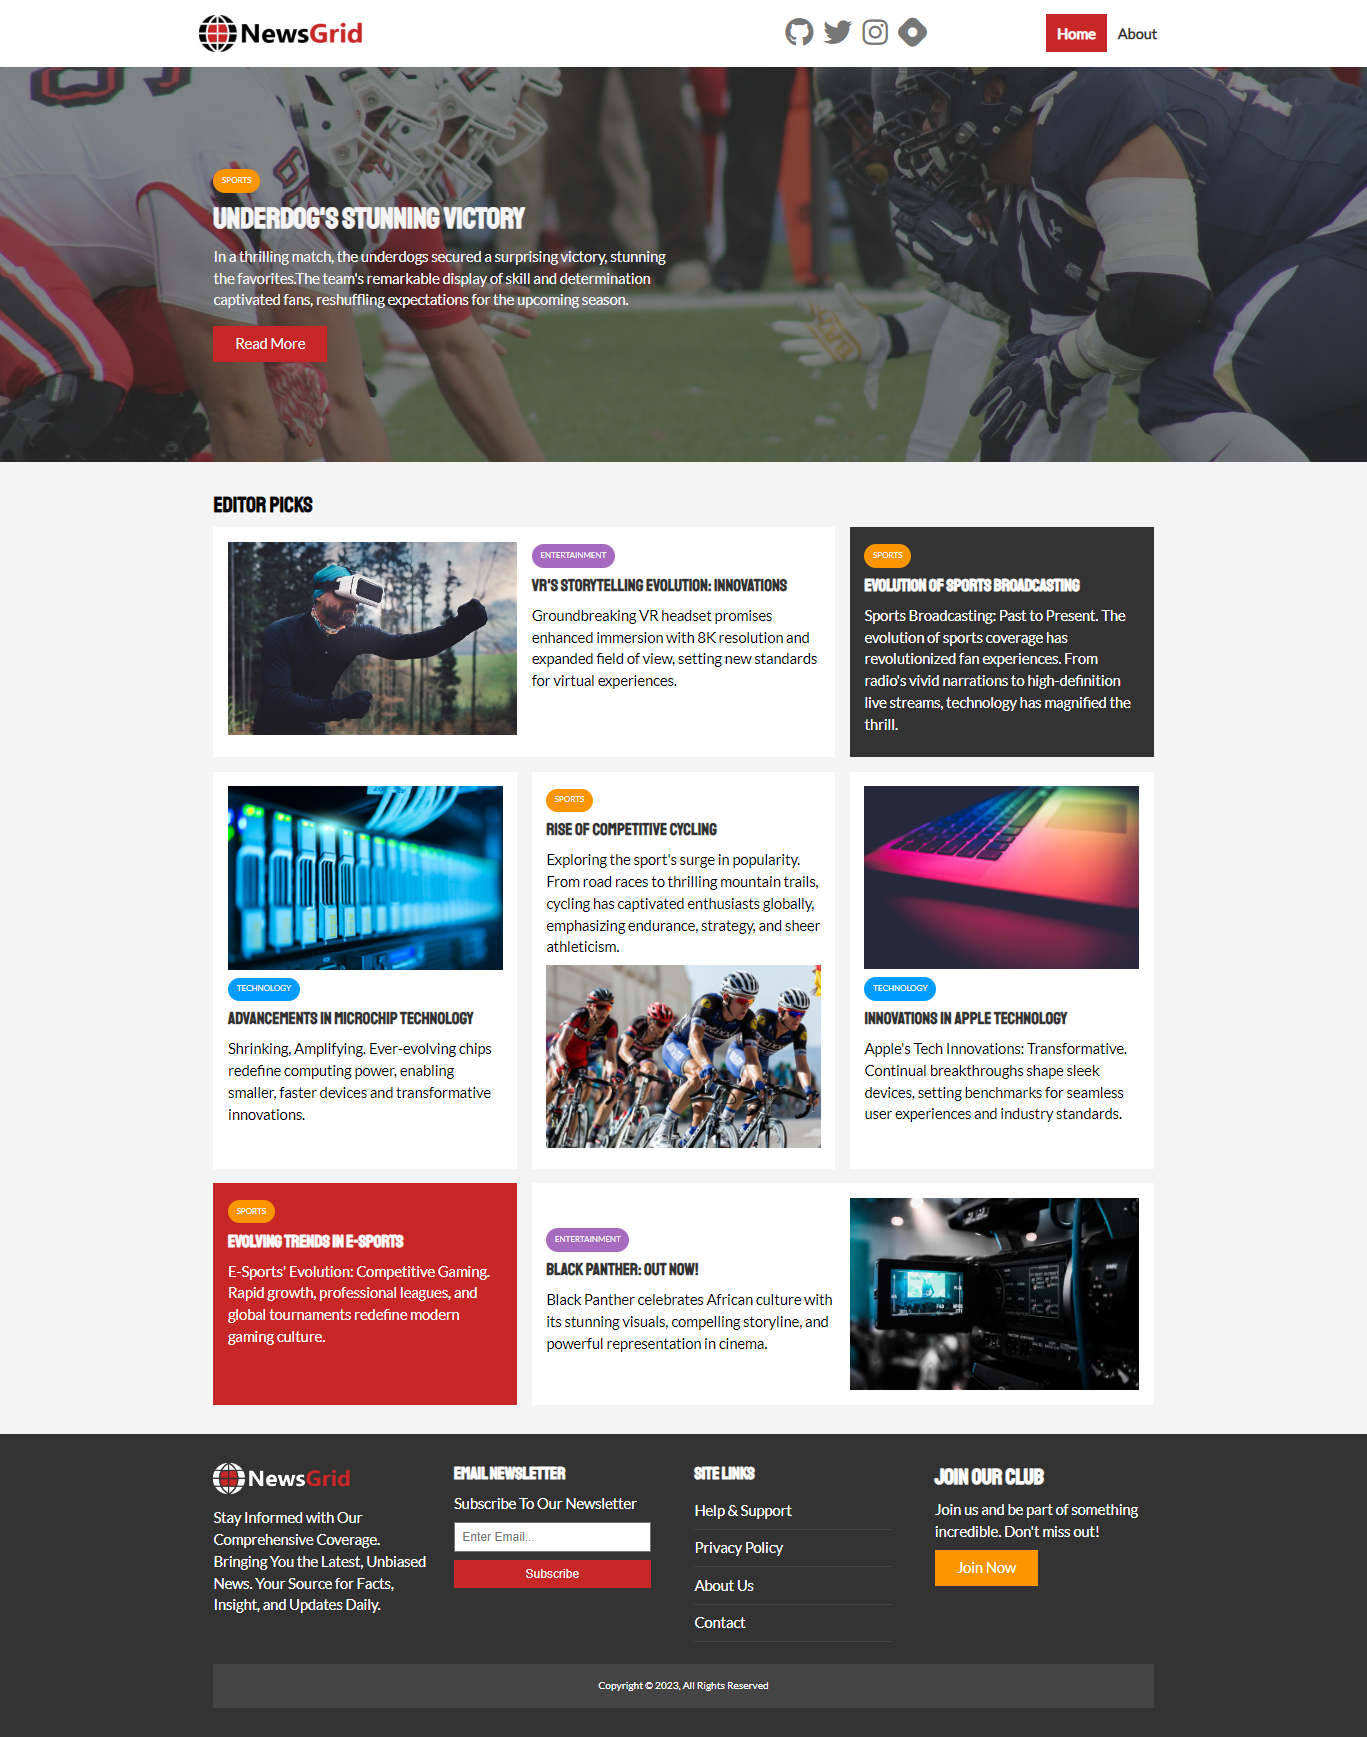 NewsGrid
Home
About
SPORTS
UNDERDOG'S STUNNING VICTORY
In a thrilling match, the underdogs secured a surprising victory, stunning
the favorites.The team's remarkable display of skill and determination
captivated fans, reshuffling expectations for the upcoming season.
Read More
EDITOR PICKS
ENTERTAINMENT
VR'S STORYTELLING EVOLUTION: INNOVATIONS
Groundbreaking VR headset promises
enhanced immersion with 8K resolution and
expanded field of view, setting new standards
for virtual experiences.
SPORTS
EVOLUTION OF SPORTS BROADCASTING
Sports Broadcasting: Past to Present. The
evolution of sports coverage has
revolutionized fan experiences. From
radio's vivid narrations to high-definition
live streams, technology has magnified the
thrill.
TECHNOLOGY
ADVANCEMENTS IN MICROCHIP TECHNOLOGY
Shrinking, Amplifying. Ever-evolving chips
redefine computing power, enabling
smaller, faster devices and transformative
innovations.
SPORTS
RISE OF COMPETITIVE CYCLING
Exploring the sport's surge in popularity.
From road races to thrilling mountain trails,
cycling has captivated enthusiasts globally,
emphasizing endurance, strategy, and sheer
athleticism.
TECHNOLOGY
INNOVATIONS IN APPLE TECHNOLOGY
Apple's Tech Innovations: Transformative.
Continual breakthroughs shape sleek
devices, setting benchmarks for seamless
user experiences and industry standards.
SPORTS
EVOLVING TRENDS IN E-SPORTS
E-Sports' Evolution: Competitive Gaming.
Rapid growth, professional leagues, and
global tournaments redefine modern
gaming culture.
ENTERTAINMENT
BLACK PANTHER: OUT NOW!
Black Panther celebrates African culture with
its stunning visuals, compelling storyline, and
powerful representation in cinema.
NewsGrid
Stay Informed with Our
Comprehensive Coverage.
Bringing You the Latest, Unbiased
News. Your Source for Facts,
Insight, and Updates Daily.
EMAIL NEWSLETTER
Subscribe To Our Newsletter
Enter Email...
Subscribe
SITE LINKS
Help & Support
Privacy Policy
About Us
Contact
JOIN OUR CLUB
Join us and be part of something
incredible. Don't miss out!
Join Now
Copyright © 2023, All Rights Reserved